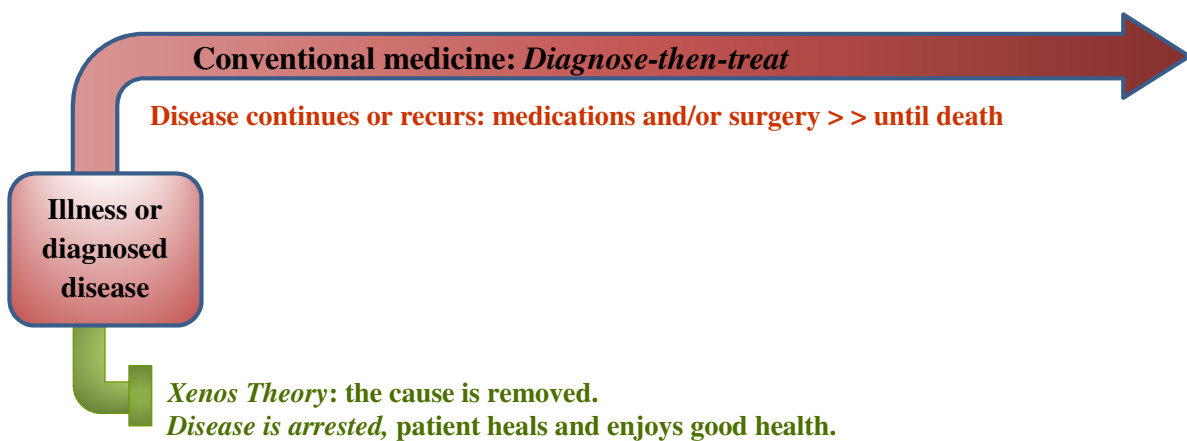 Conventional medicine: Diagnose-then-treat
Disease continues or recurs: medications and/or surgery > > until death
Illness or
diagnosed
disease
Xenos Theory: the cause is removed.
Disease is arrested, patient heals and enjoys good health.